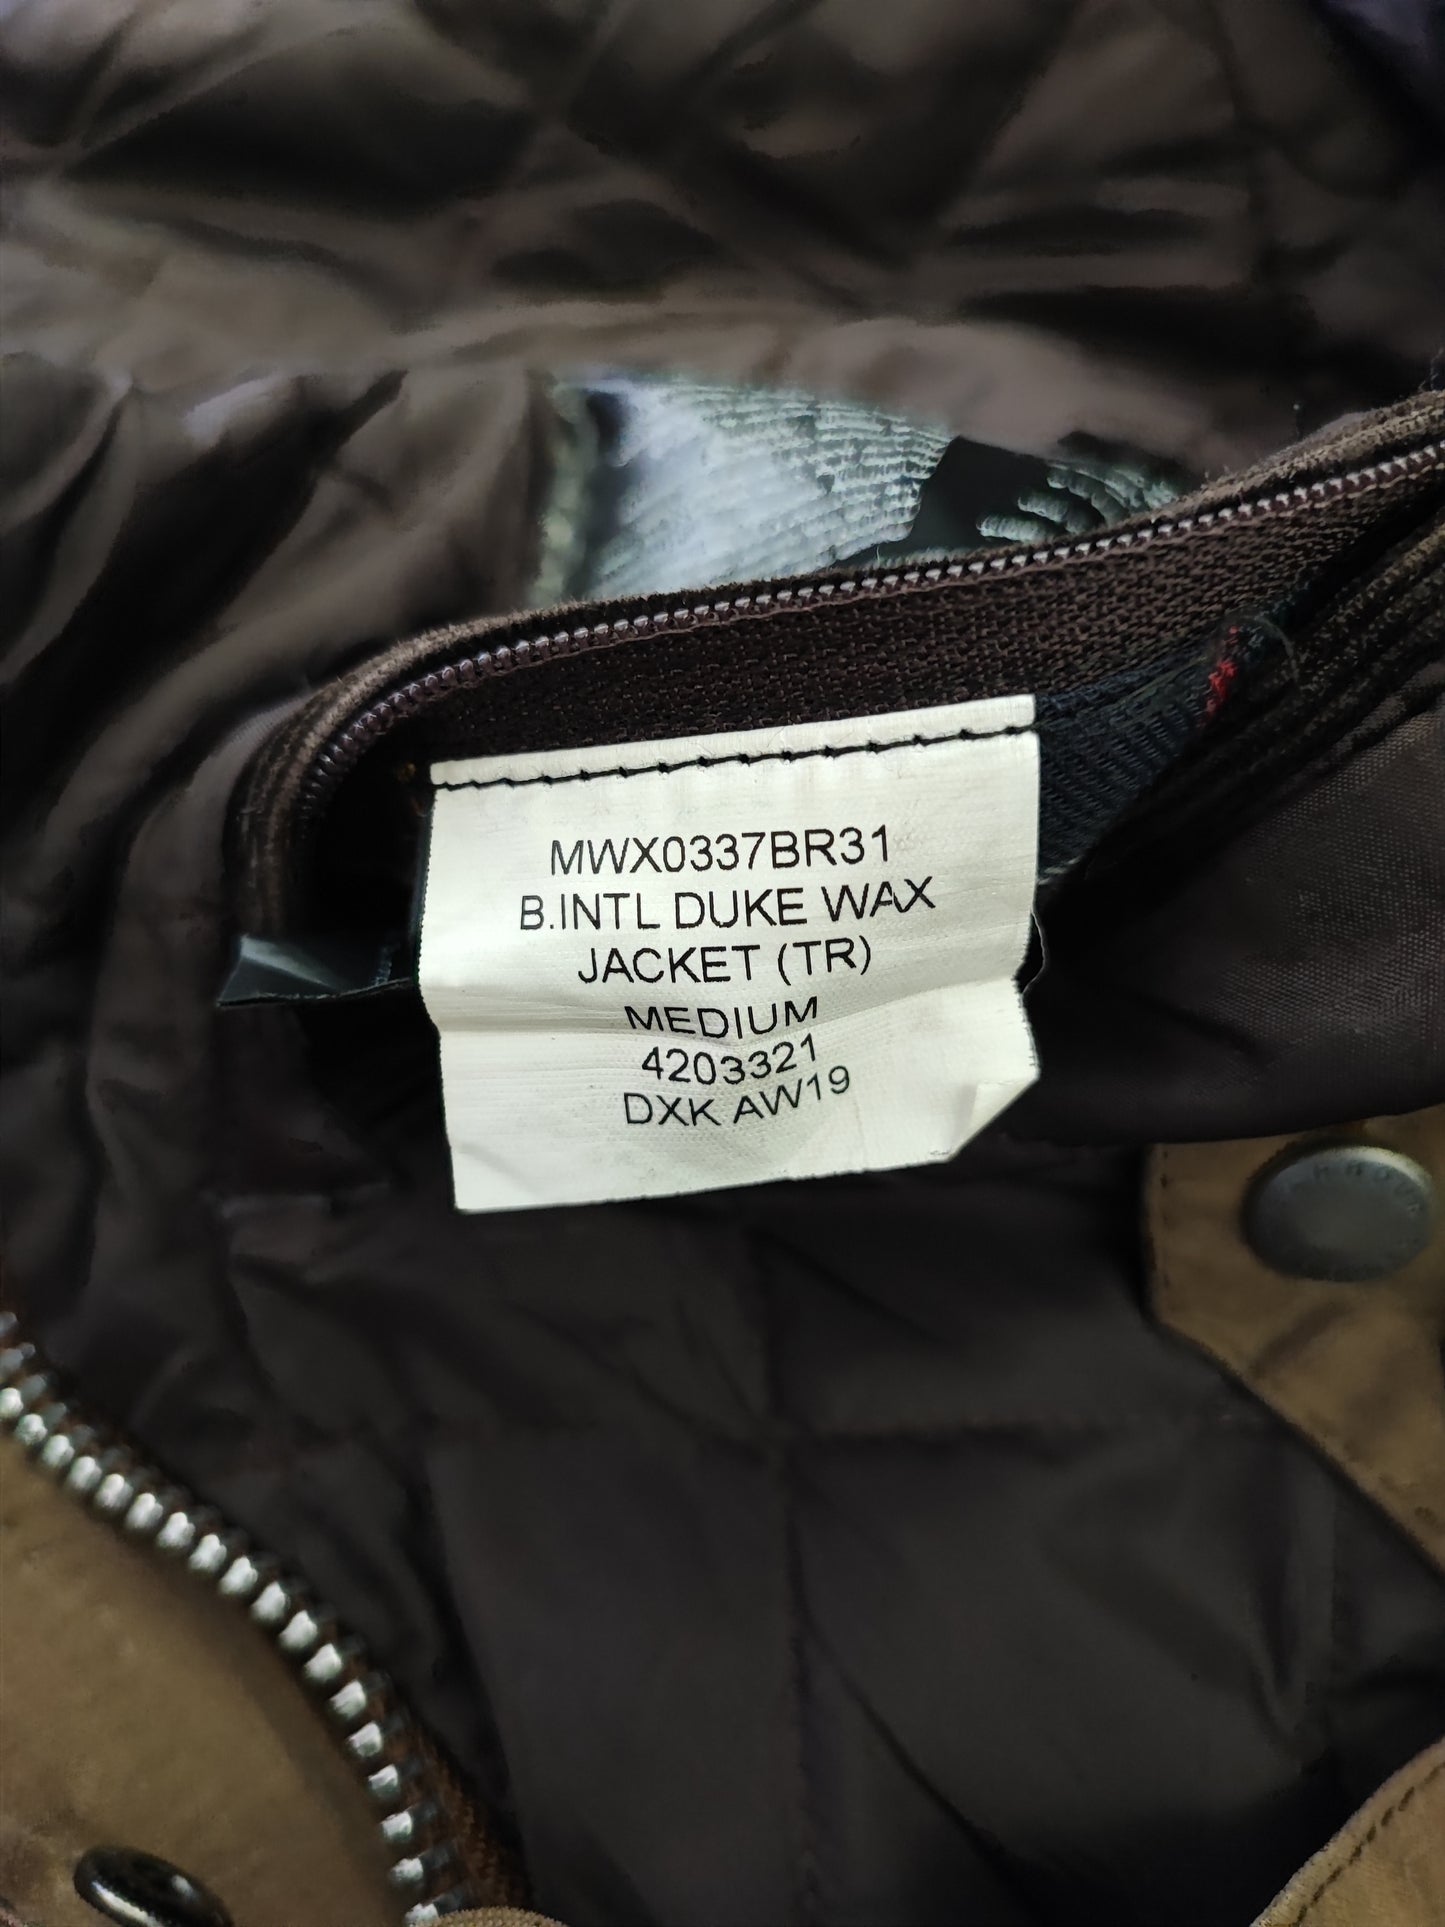 MWX0337BR31
B.INTL DUKE WAX
JACKET (TR)
MEDIUM
4203321
DXK AW19